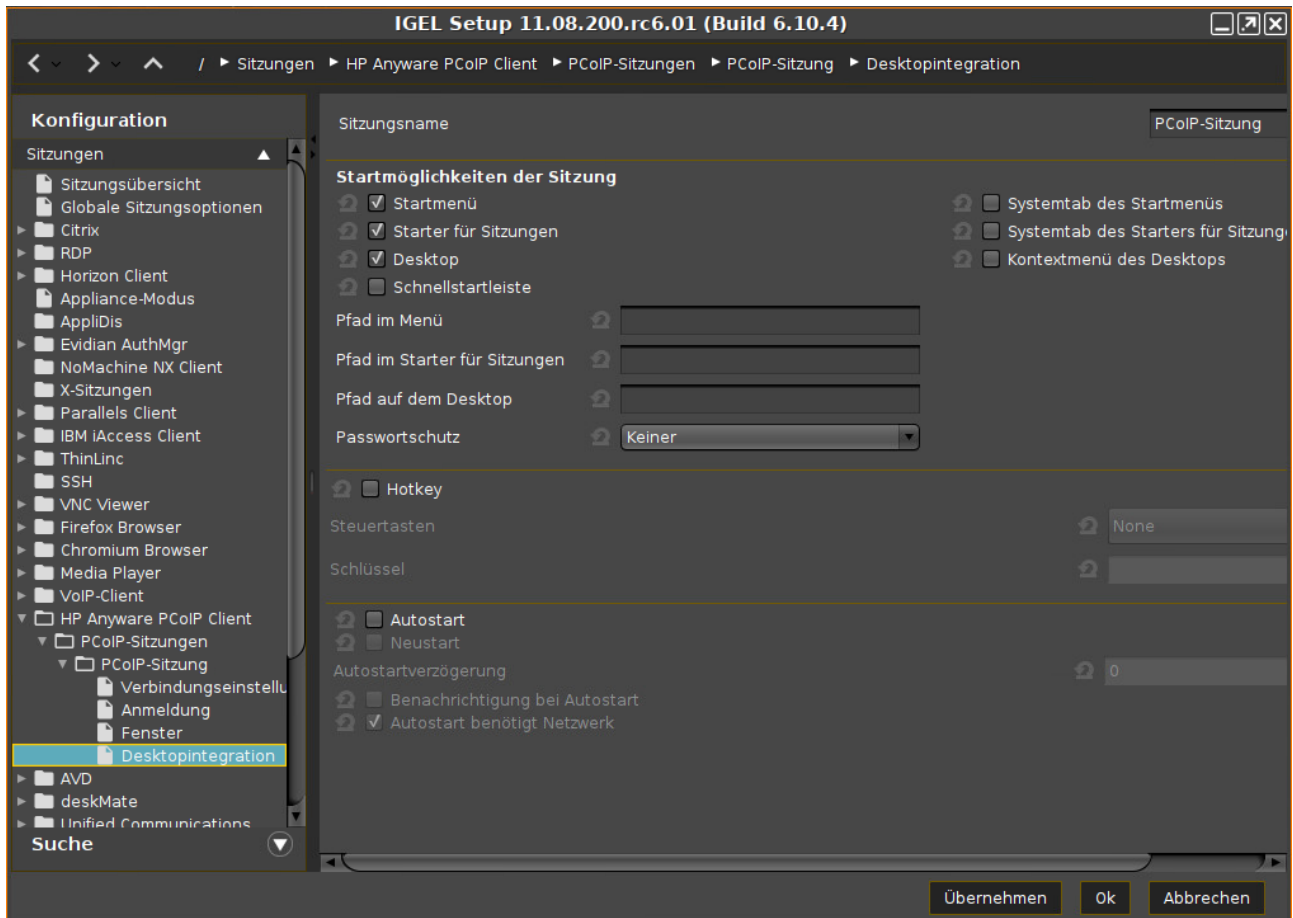 IGEL Setup 11.08.200.rc6.01 (Build 6.10.4)
/ Sitzungen HP Anyware PCoIP Client PCoIP-Sitzungen PCoIP-Sitzung Desktopintegration
Konfiguration
Sitzungen
Sitzungsübersicht
Globale Sitzungsoptionen
Citrix
RDP
Horizon Client
Appliance-Modus
AppliDis
Evidian AuthMgr
NoMachine NX Client
X-Sitzungen
Parallels Client
IBM iAccess Client
ThinLinc
SSH
VNC Viewer
Firefox Browser
Chromium Browser
Media Player
VoIP-Client
HP Anyware PCoIP Client
PCoIP-Sitzungen
PCoIP-Sitzung
Verbindungseinstellu
Anmeldung
Fenster
Desktopintegration
AVD
deskMate
Unified Communications
Suche
Sitzungsname PCoIP-Sitzung
Startmöglichkeiten der Sitzung
Startmenü Systemtab des Startmenüs
Starter für Sitzungen Systemtab des Starters für Sitzung
Desktop Kontextmenü des Desktops
Schnellstartleiste
Pfad im Menü
Pfad im Starter für Sitzungen
Pfad auf dem Desktop
Passwortschutz Keiner
Hotkey
Steuertasten None
Schlüssel
Autostart
Neustart
Autostartverzögerung 0
Benachrichtigung bei Autostart
Autostart benötigt Netzwerk
Übernehmen Ok Abbrechen